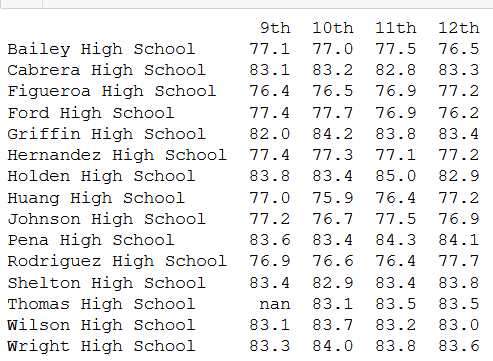 9th 10th 11th 12th
Bailey High School 77.1 77.0 77.5 76.5
Cabrera High School 83.1 83.2 82.8 83.3
Figueroa High School 76.4 76.5 76.9 77.2
Ford High School 77.4 77.7 76.9 76.2
Griffin High School 82.0 84.2 83.8 83.4
Hernandez High School 77.4 77.3 77.1 77.2
Holden High School 83.8 83.4 85.0 82.9
Huang High School 77.0 75.9 76.4 77.2
Johnson High School 77.2 76.7 77.5 76.9
Pena High School 83.6 83.4 84.3 84.1
Rodriguez High School 76.9 76.6 76.4 77.7
Shelton High School 83.4 82.9 83.4 83.8
Thomas High School nan 83.1 83.5 83.5
Wilson High School 83.1 83.7 83.2 83.0
Wright High School 83.3 84.0 83.8 83.6